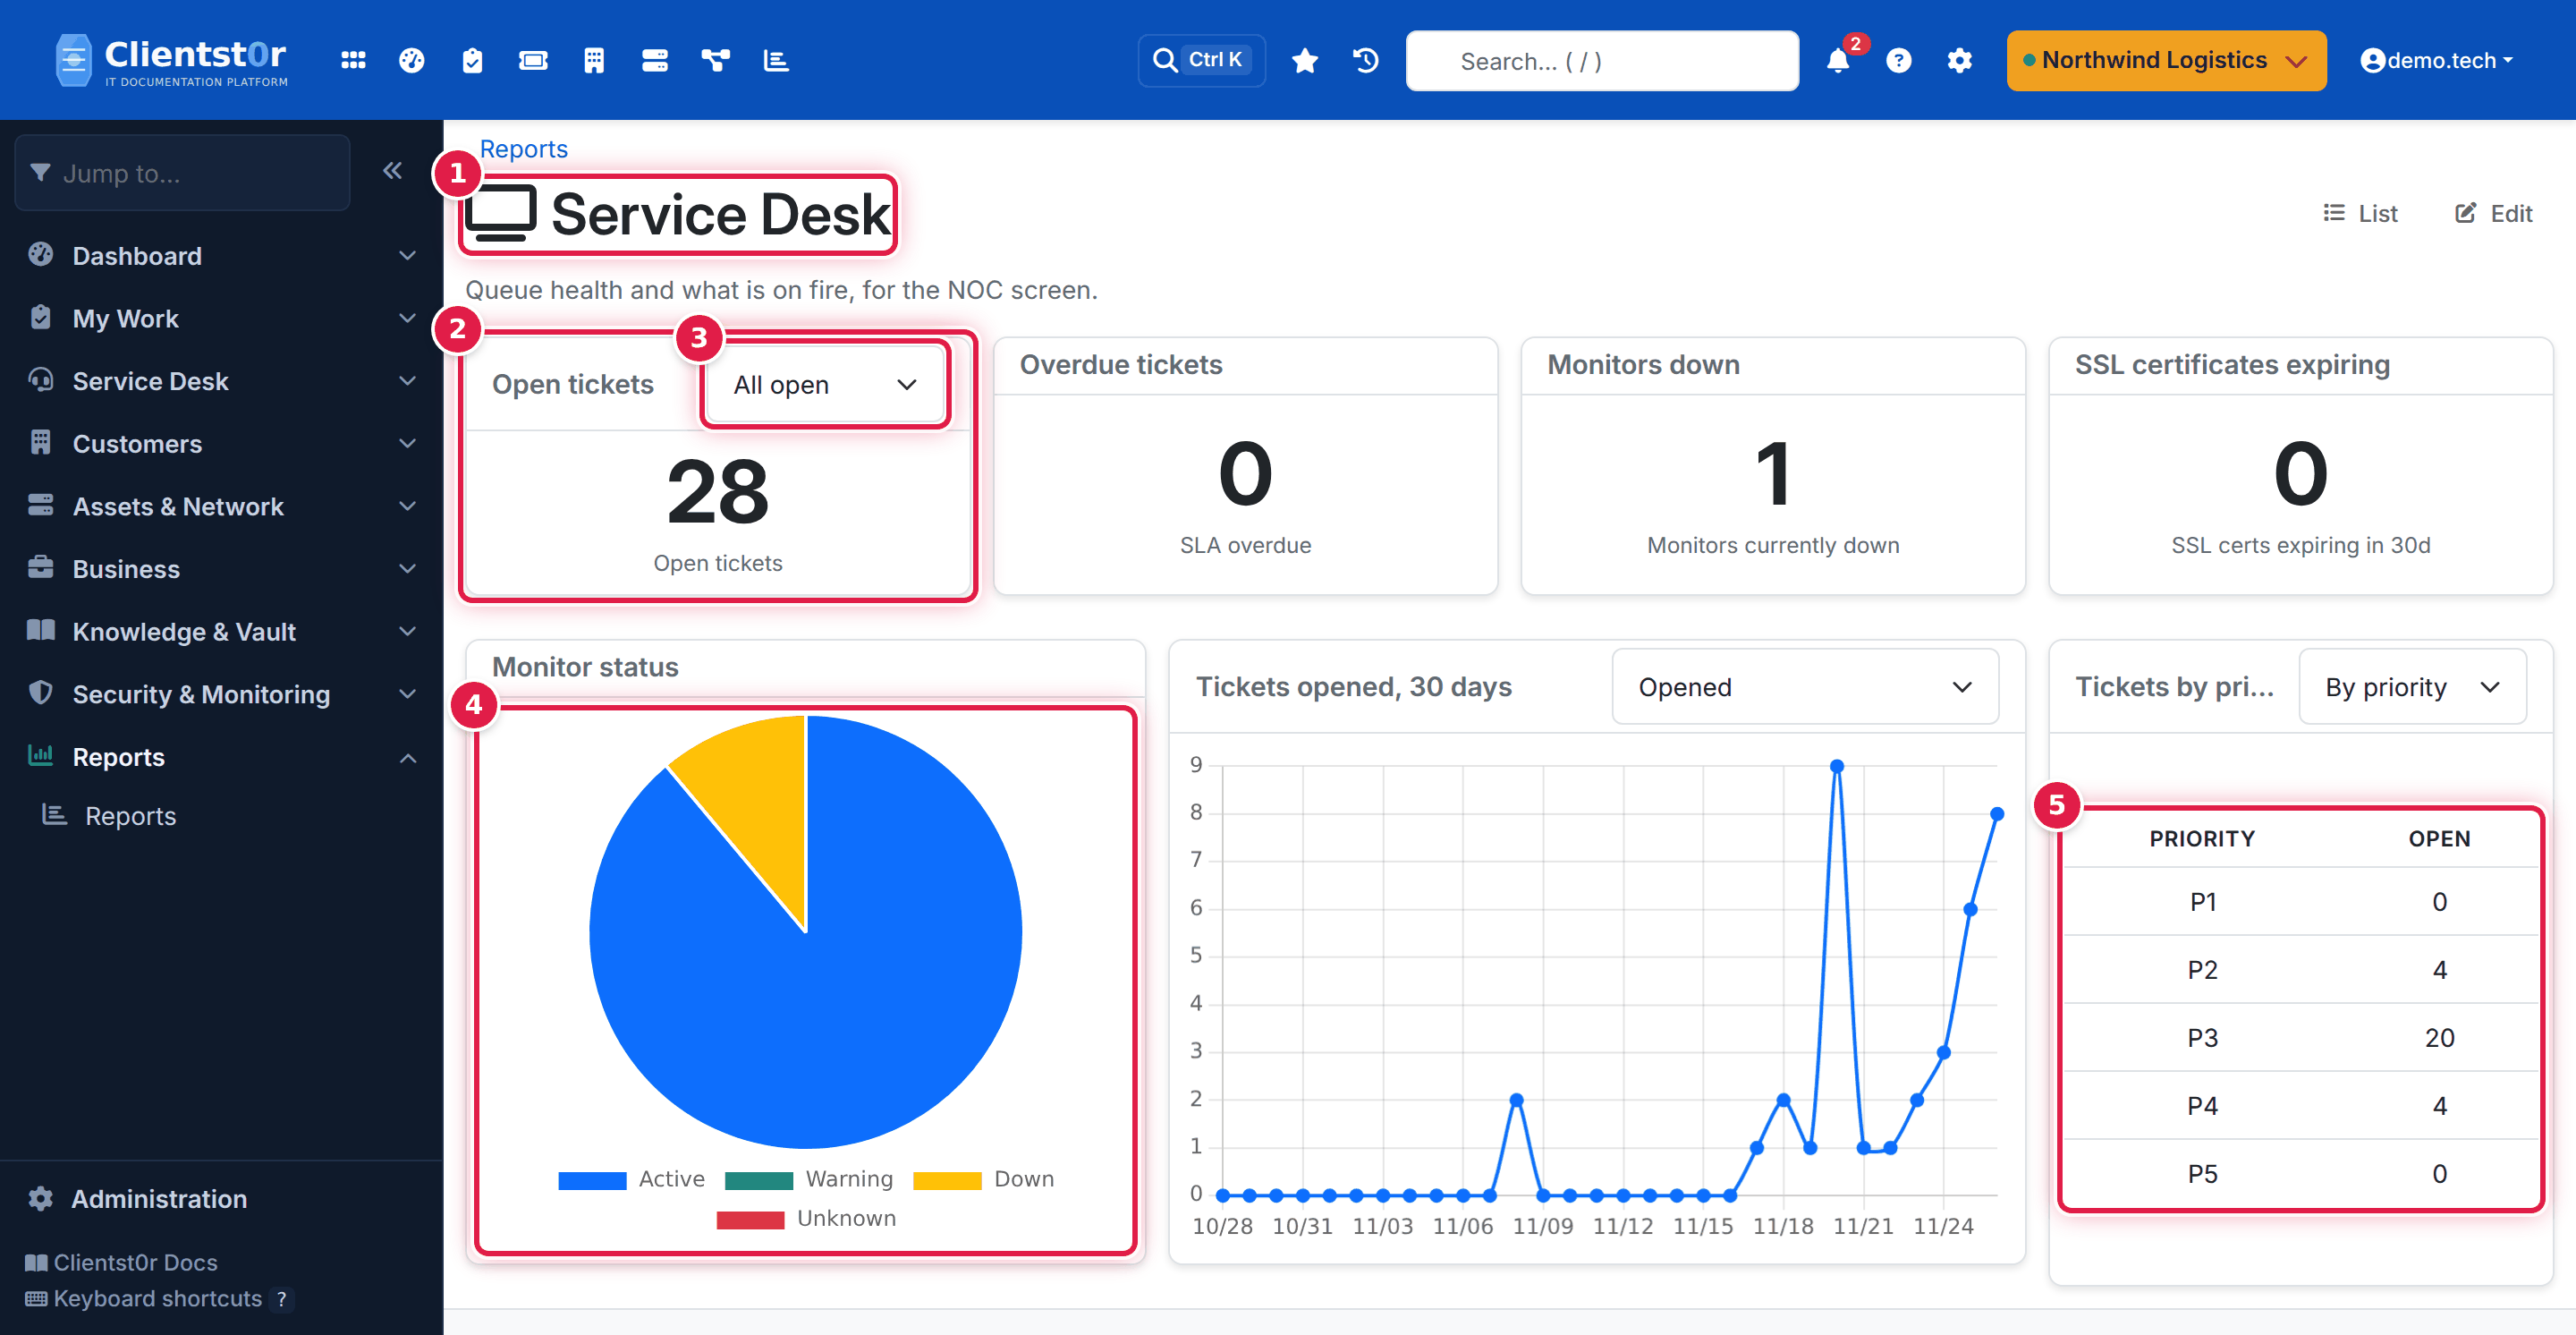 Clientst0r
IT DOCUMENTATION PLATFORM
Ctrl K
Search... ( / )
2
?
Northwind Logistics
demo.tech
Jump to...
Dashboard
My Work
Service Desk
Customers
Assets & Network
Business
Knowledge & Vault
Security & Monitoring
Reports
Reports
Administration
Clientst0r Docs
Keyboard shortcuts ?
Reports
1
Service Desk
List
Edit
Queue health and what is on fire, for the NOC screen.
2
3
Open tickets
All open
28
Open tickets
Overdue tickets
0
SLA overdue
Monitors down
1
Monitors currently down
SSL certificates expiring
0
SSL certs expiring in 30d
Monitor status
4
Active
Warning
Down
Unknown
Tickets opened, 30 days
Opened
9
8
7
6
5
4
3
2
1
0
10/28 10/31 11/03 11/06 11/09 11/12 11/15 11/18 11/21 11/24
Tickets by pri...
By priority
5
PRIORITY OPEN
P1 0
P2 4
P3 20
P4 4
P5 0